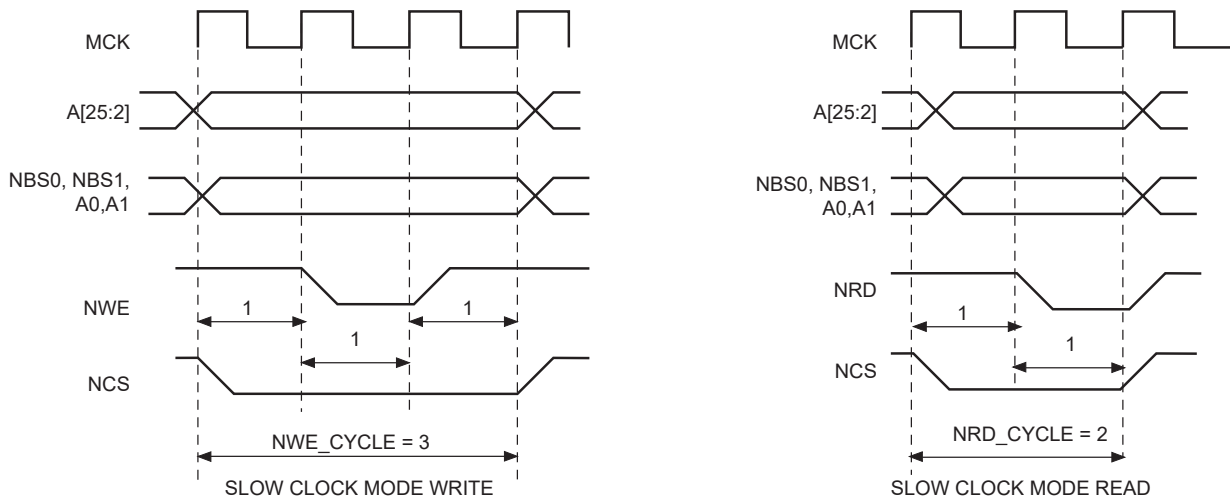 MCK
A[25:2]
NBS0, NBS1,
A0,A1
NWE
1
1
1
NCS
NWE_CYCLE = 3
SLOW CLOCK MODE WRITE
MCK
A[25:2]
NBS0, NBS1,
A0,A1
NRD
1
1
NCS
NRD_CYCLE = 2
SLOW CLOCK MODE READ